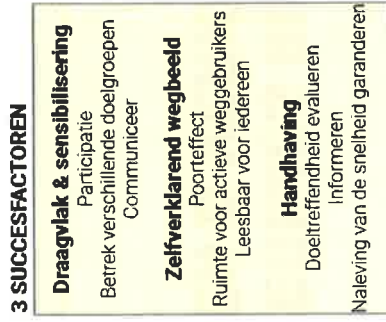 3 SUCCESFACTOREN
Draagvlak & sensibilisering
Participatie
Betrek verschillende doelgroepen
Communiceer
Zelfverklarend wegbeeld
Poorteffect
Ruimte voor actieve weggebruikers
Leesbaar voor iedereen
Handhaving
Doeltreffendheid evalueren
Informeren
Naleving van de snelheid garanderen